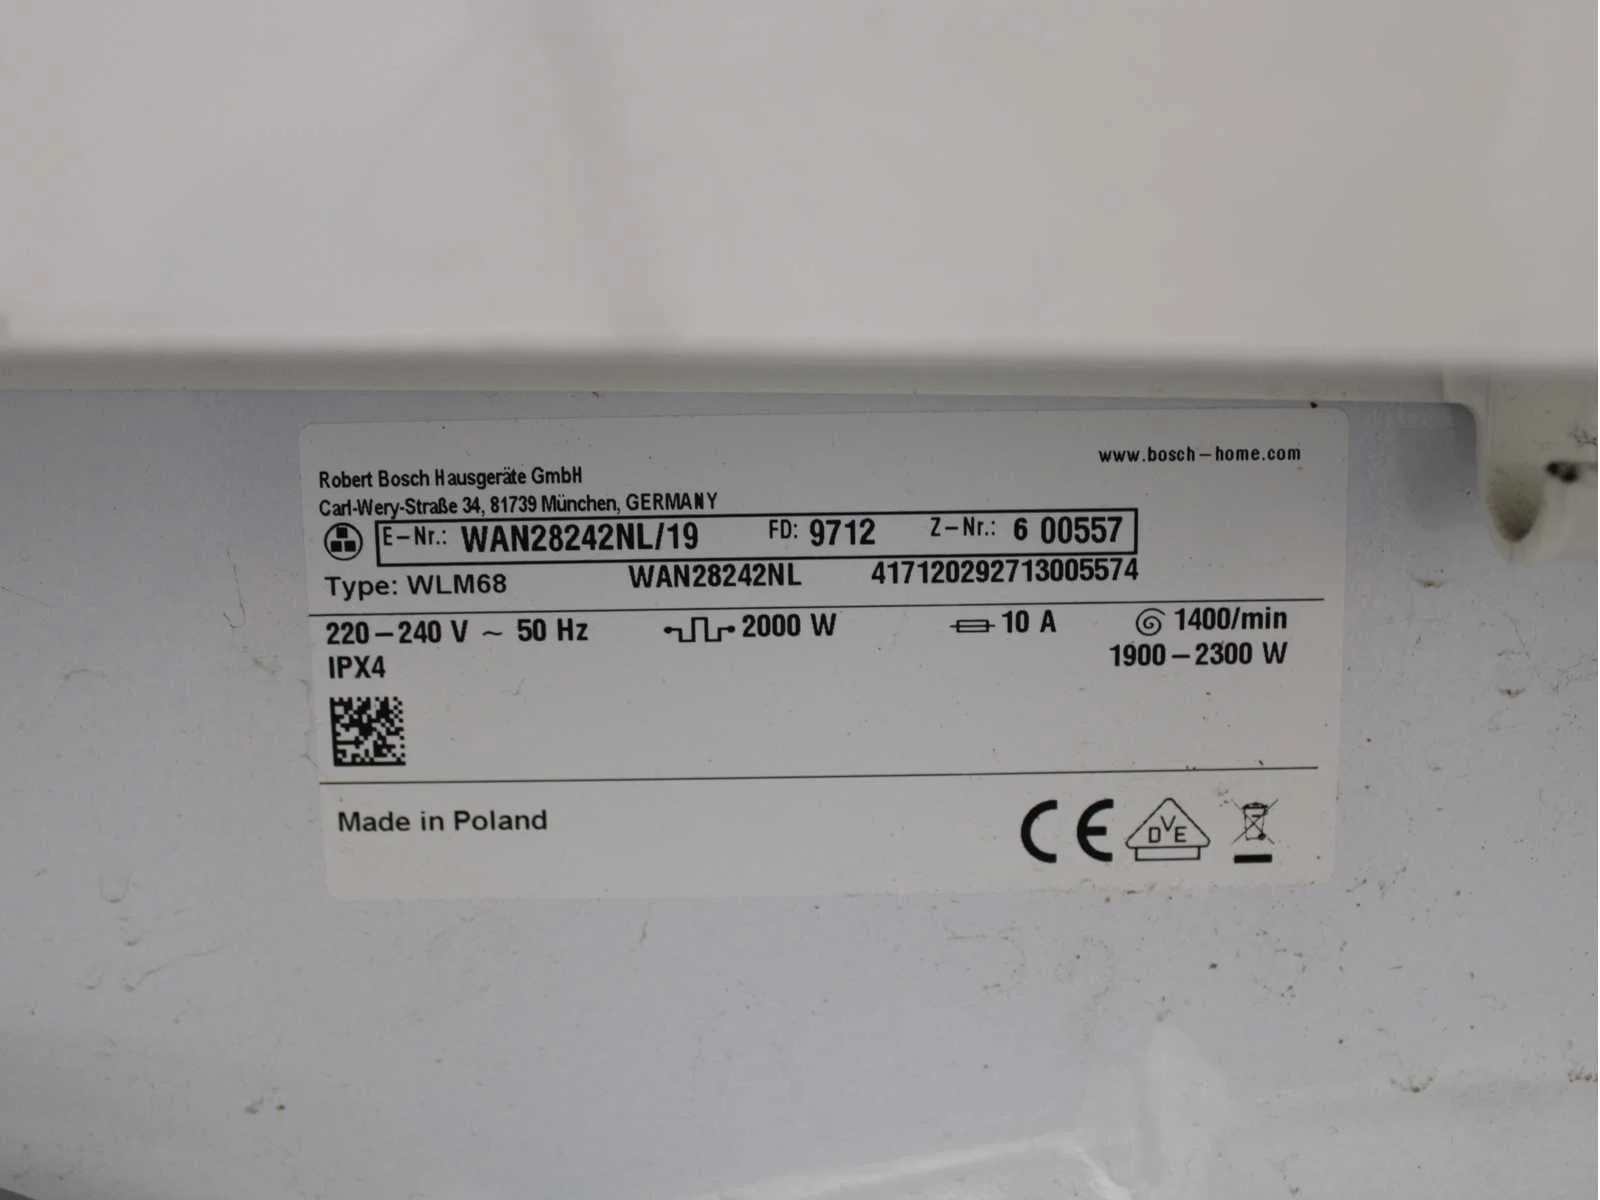 www.bosch-home.com
Robert Bosch Hausgeräte GmbH
Carl-Wery-Straße 34, 81739 München, GERMANY
E-Nr.: WAN28242NL/19 FD: 9712 Z-Nr.: 6 00557
Type: WLM68 WAN28242NL 417120292713005574
220-240 V ~ 50 Hz 2000 W 10 A 1400/min
IPX4 1900-2300 W
Made in Poland CE DVE